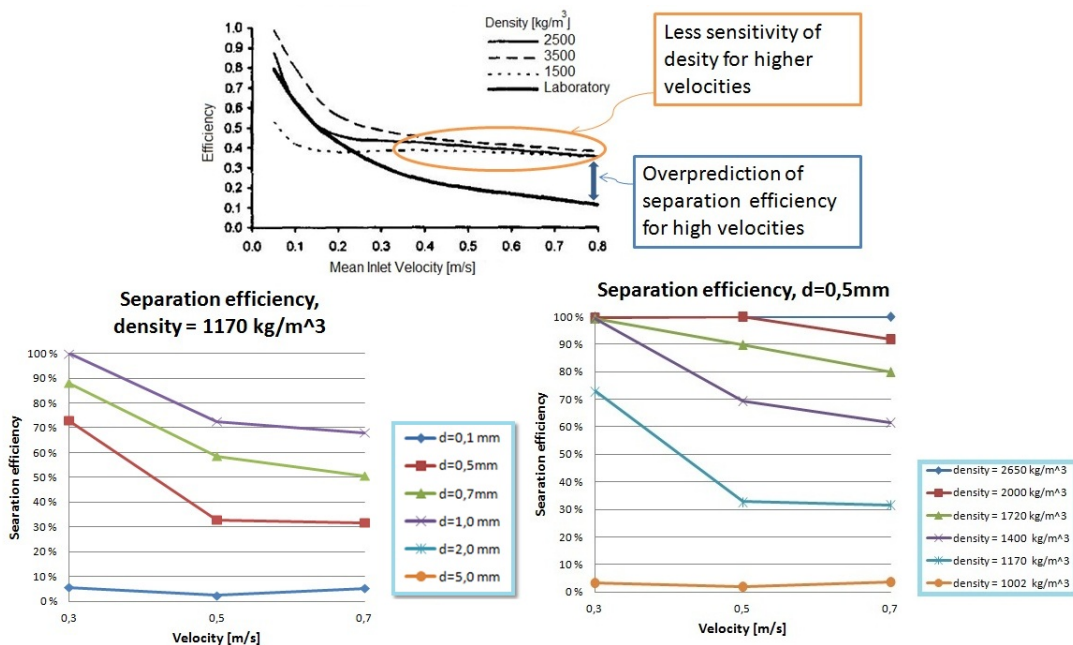 Density [kg/m³]
2500
3500
1500
Laboratory
1.0
0.9
0.8
0.7
0.6
0.5
0.4
0.3
0.2
0.1
0.0
Efficiency
0.0 0.1 0.2 0.3 0.4 0.5 0.6 0.7 0.8
Mean Inlet Velocity [m/s]
Less sensitivity of
desity for higher
velocities
Overprediction of
separation efficiency
for high velocities
Separation efficiency,
density = 1170 kg/m^3
100 %
90 %
80 %
70 %
60 %
50 %
40 %
30 %
20 %
10 %
0 %
Searation efficiency
0,3 0,5 0,7
Velocity [m/s]
d=0,1 mm
d=0,5mm
d=0,7mm
d=1,0 mm
d=2,0 mm
d=5,0 mm
Separation efficiency, d=0,5mm
100 %
90 %
80 %
70 %
60 %
50 %
40 %
30 %
20 %
10 %
0 %
Searation efficiency
0,3 0,5 0,7
Velocity [m/s]
density = 2650 kg/m^3
density = 2000 kg/m^3
density = 1720 kg/m^3
density = 1400 kg/m^3
density = 1170 kg/m^3
density = 1002 kg/m^3